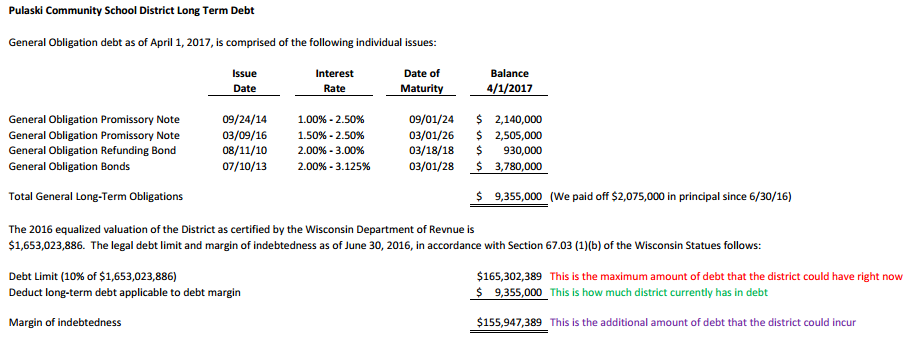 Pulaski Community School District Long Term Debt
General Obligation debt as of April 1, 2017, is comprised of the following individual issues:
Issue Interest Date of Balance
Date Rate Maturity 4/1/2017
General Obligation Promissory Note 09/24/14 1.00% - 2.50% 09/01/24 $ 2,140,000
General Obligation Promissory Note 03/09/16 1.50% - 2.50% 03/01/26 $ 2,505,000
General Obligation Refunding Bond 08/11/10 2.00% - 3.00% 03/18/18 $ 930,000
General Obligation Bonds 07/10/13 2.00% - 3.125% 03/01/28 $ 3,780,000
Total General Long-Term Obligations $ 9,355,000 (We paid off $2,075,000 in principal since 6/30/16)
The 2016 equalized valuation of the District as certified by the Wisconsin Department of Revnue is
$1,653,023,886. The legal debt limit and margin of indebtedness as of June 30, 2016, in accordance with Section 67.03 (1)(b) of the Wisconsin Statues follows:
Debt Limit (10% of $1,653,023,886) $165,302,389 This is the maximum amount of debt that the district could have right now
Deduct long-term debt applicable to debt margin $ 9,355,000 This is how much district currently has in debt
Margin of indebtedness $155,947,389 This is the additional amount of debt that the district could incur